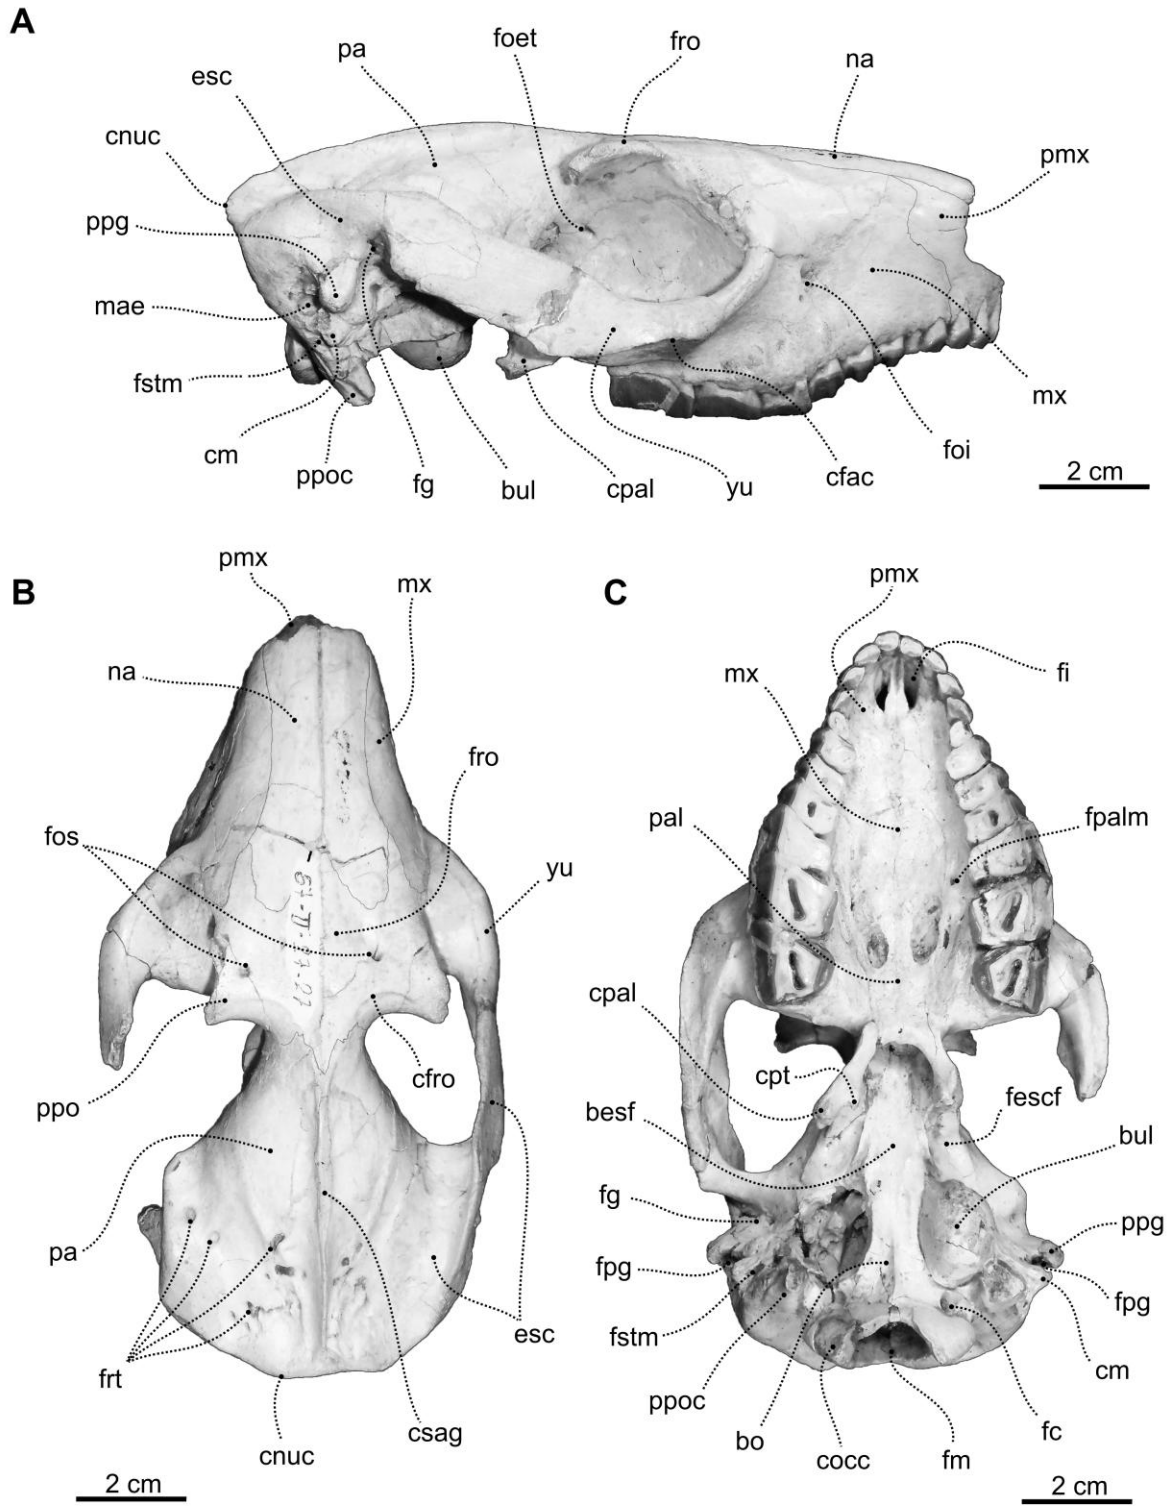 A
foet
fro
pa
na
esc
cnuc
pmx
ppg
mae
fstm
mx
cm
foi
ppoc
cfac
fg
bul
cpal
yu
2 cm
B
pmx
mx
na
fro
fos
yu
ppo
cfro
pa
esc
frt
csag
cnuc
2 cm
C
pmx
mx
fi
pal
fpalm
cpal
cpt
fescf
besf
bul
fg
ppg
fpg
fpg
fstm
cm
ppoc
fc
bo
cocc
fm
2 cm